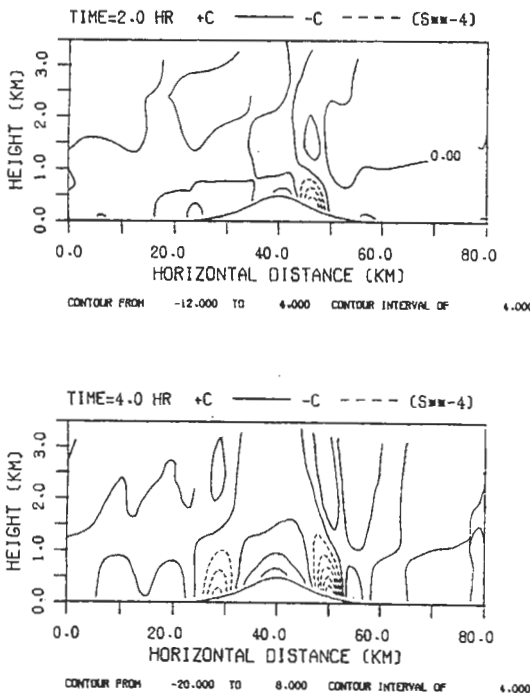 TIME=2.0 HR +C -C (S**-4)
HEIGHT (KM)
3.0
2.0
1.0
0.0
0.00
0.0 20.0 40.0 60.0 80.0
HORIZONTAL DISTANCE (KM)
CONTOUR FROM -12.000 TO 4.000 CONTOUR INTERVAL OF 4.000
TIME=4.0 HR +C -C (S**-4)
HEIGHT (KM)
3.0
2.0
1.0
0.0
0.0 20.0 40.0 60.0 80.0
HORIZONTAL DISTANCE (KM)
CONTOUR FROM -20.000 TO 8.000 CONTOUR INTERVAL OF 4.000